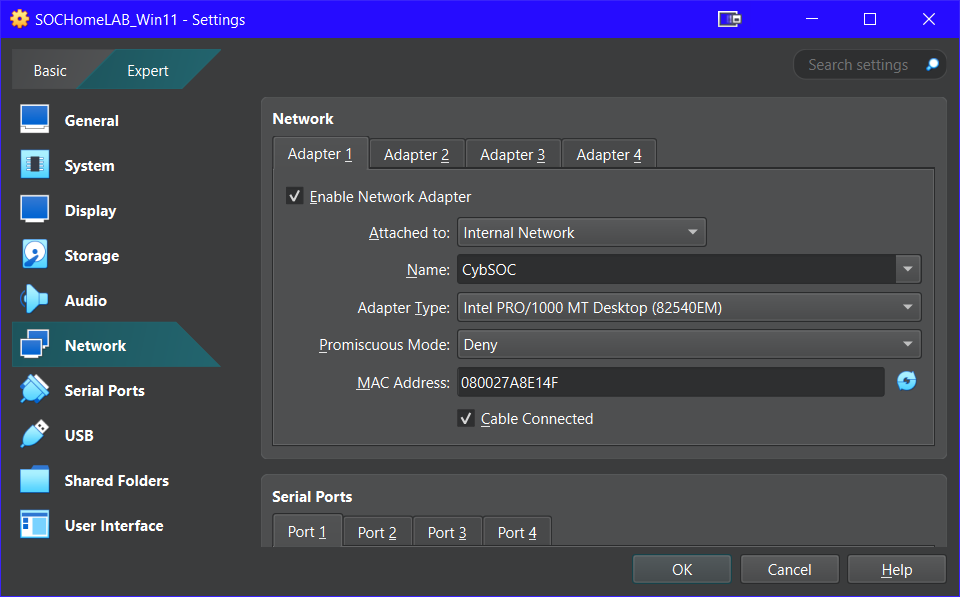 SOCHomeLAB_Win11 - Settings
Basic
Expert
Search settings
General
System
Display
Storage
Audio
Network
Serial Ports
USB
Shared Folders
User Interface
Network
Adapter 1
Adapter 2
Adapter 3
Adapter 4
Enable Network Adapter
Attached to: Internal Network
Name: CybSOC
Adapter Type: Intel PRO/1000 MT Desktop (82540EM)
Promiscuous Mode: Deny
MAC Address: 080027A8E14F
Cable Connected
Serial Ports
Port 1
Port 2
Port 3
Port 4
OK
Cancel
Help